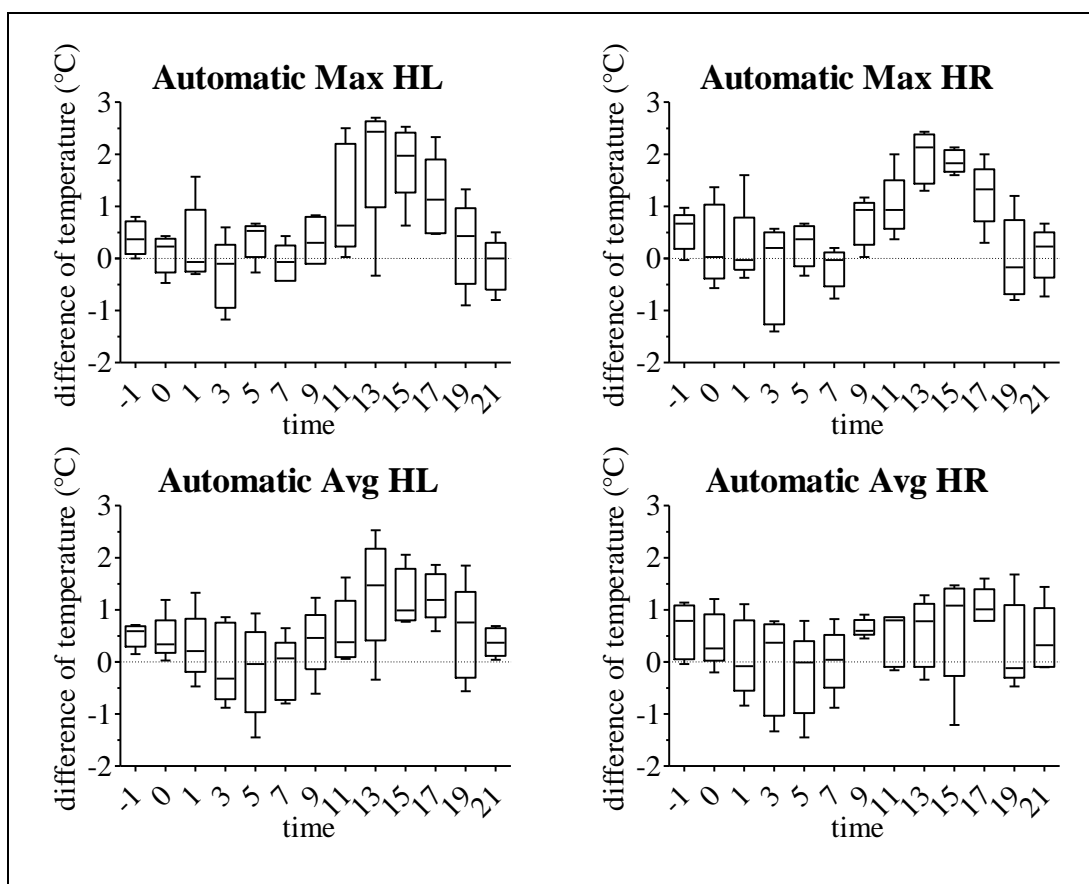 Automatic Max HL
difference of temperature (°C)
3
2
1
0
-1
-2
-1 0 1 3 5 7 9 11 13 15 17 19 21
time
Automatic Max HR
difference of temperature (°C)
3
2
1
0
-1
-2
-1 0 1 3 5 7 9 11 13 15 17 19 21
time
Automatic Avg HL
difference of temperature (°C)
3
2
1
0
-1
-2
-1 0 1 3 5 7 9 11 13 15 17 19 21
time
Automatic Avg HR
difference of temperature (°C)
3
2
1
0
-1
-2
-1 0 1 3 5 7 9 11 13 15 17 19 21
time